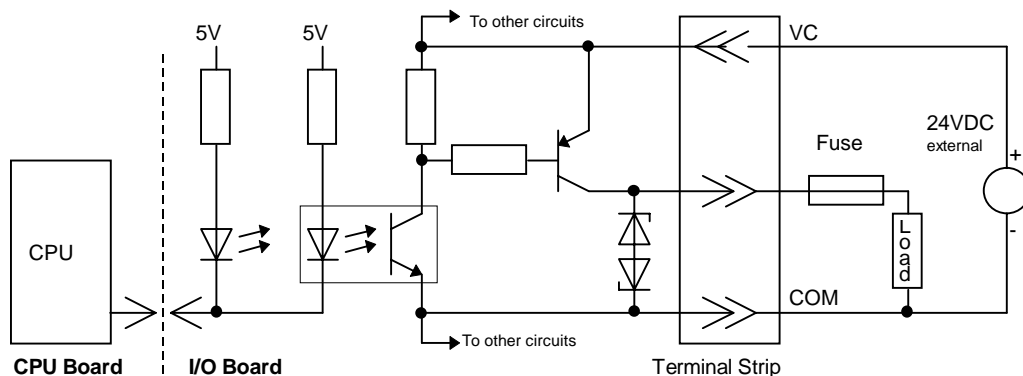 To other circuits
5V
5V
VC
24VDC
external
+
-
Fuse
Load
CPU
COM
To other circuits
CPU Board
I/O Board
Terminal Strip